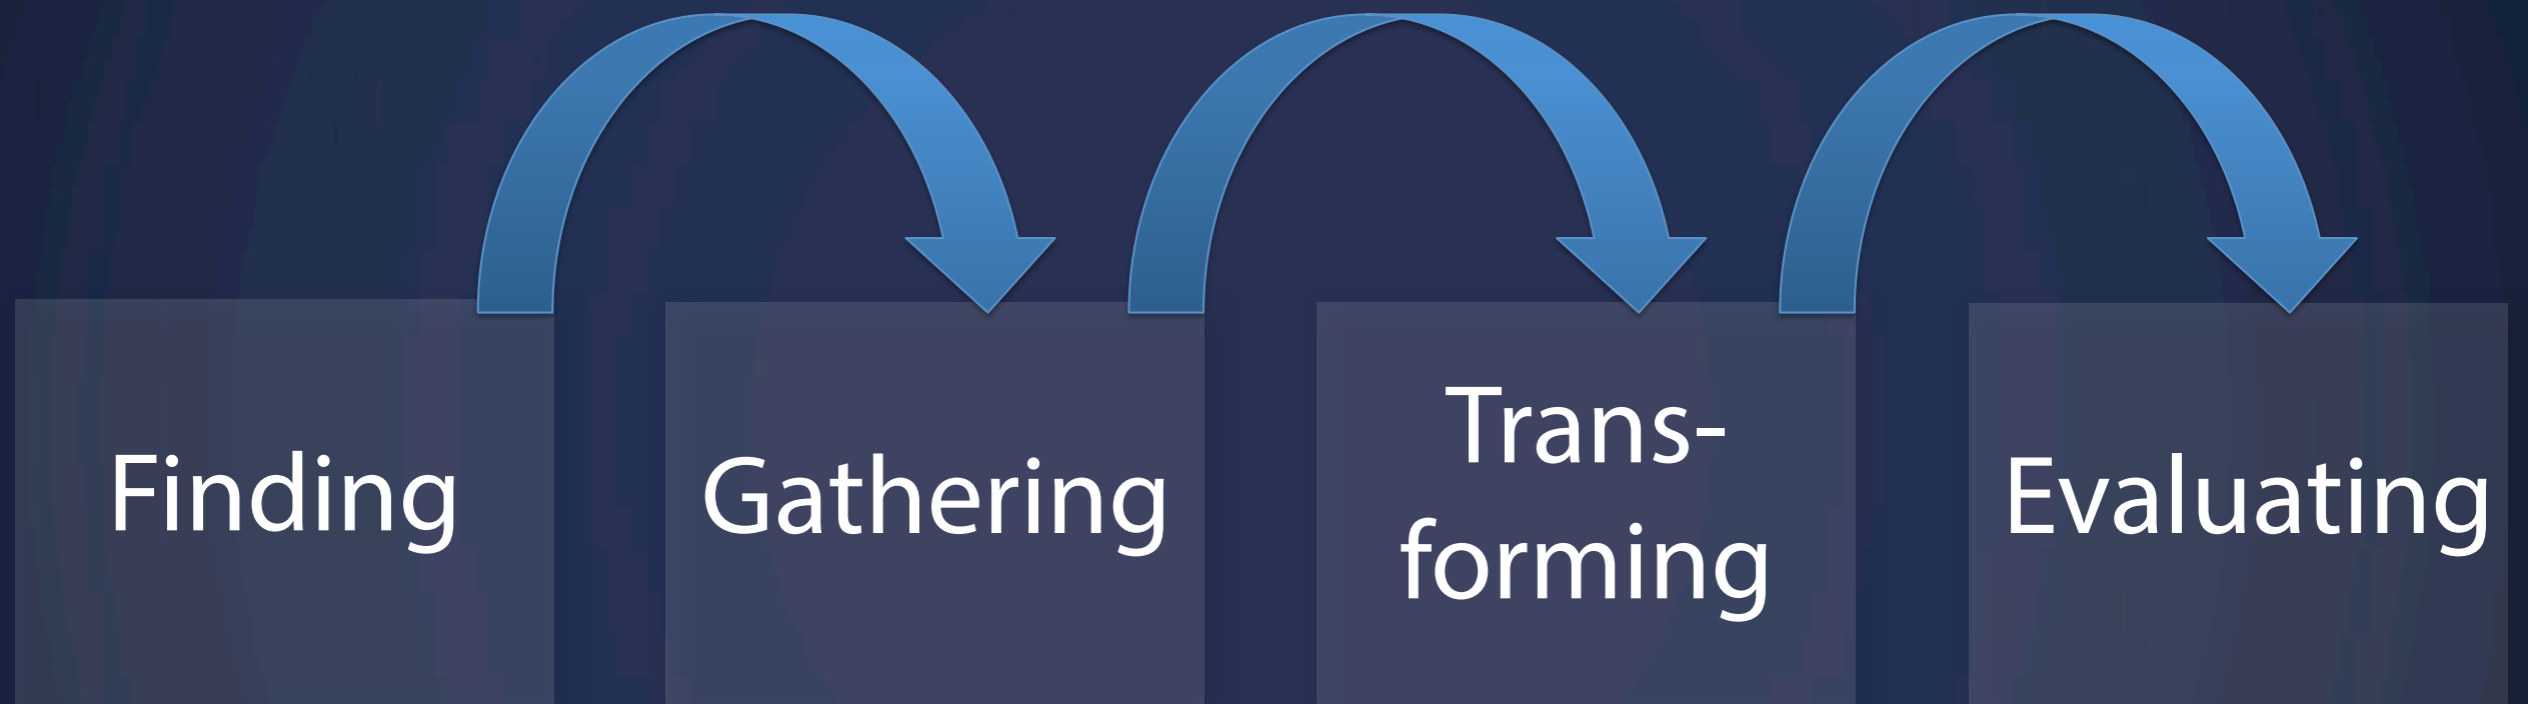 Finding
Gathering
Trans-
forming
Evaluating